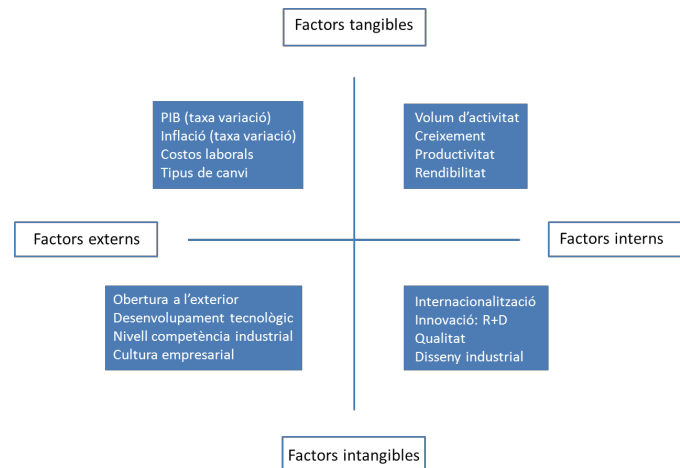 Factors tangibles
PIB (taxa variació)
Inflació (taxa variació)
Costos laborals
Tipus de canvi
Volum d'activitat
Creixement
Productivitat
Rendibilitat
Factors externs
Factors interns
Obertura a l'exterior
Desenvolupament tecnològic
Nivell competència industrial
Cultura empresarial
Internacionalització
Innovació: R+D
Qualitat
Disseny industrial
Factors intangibles